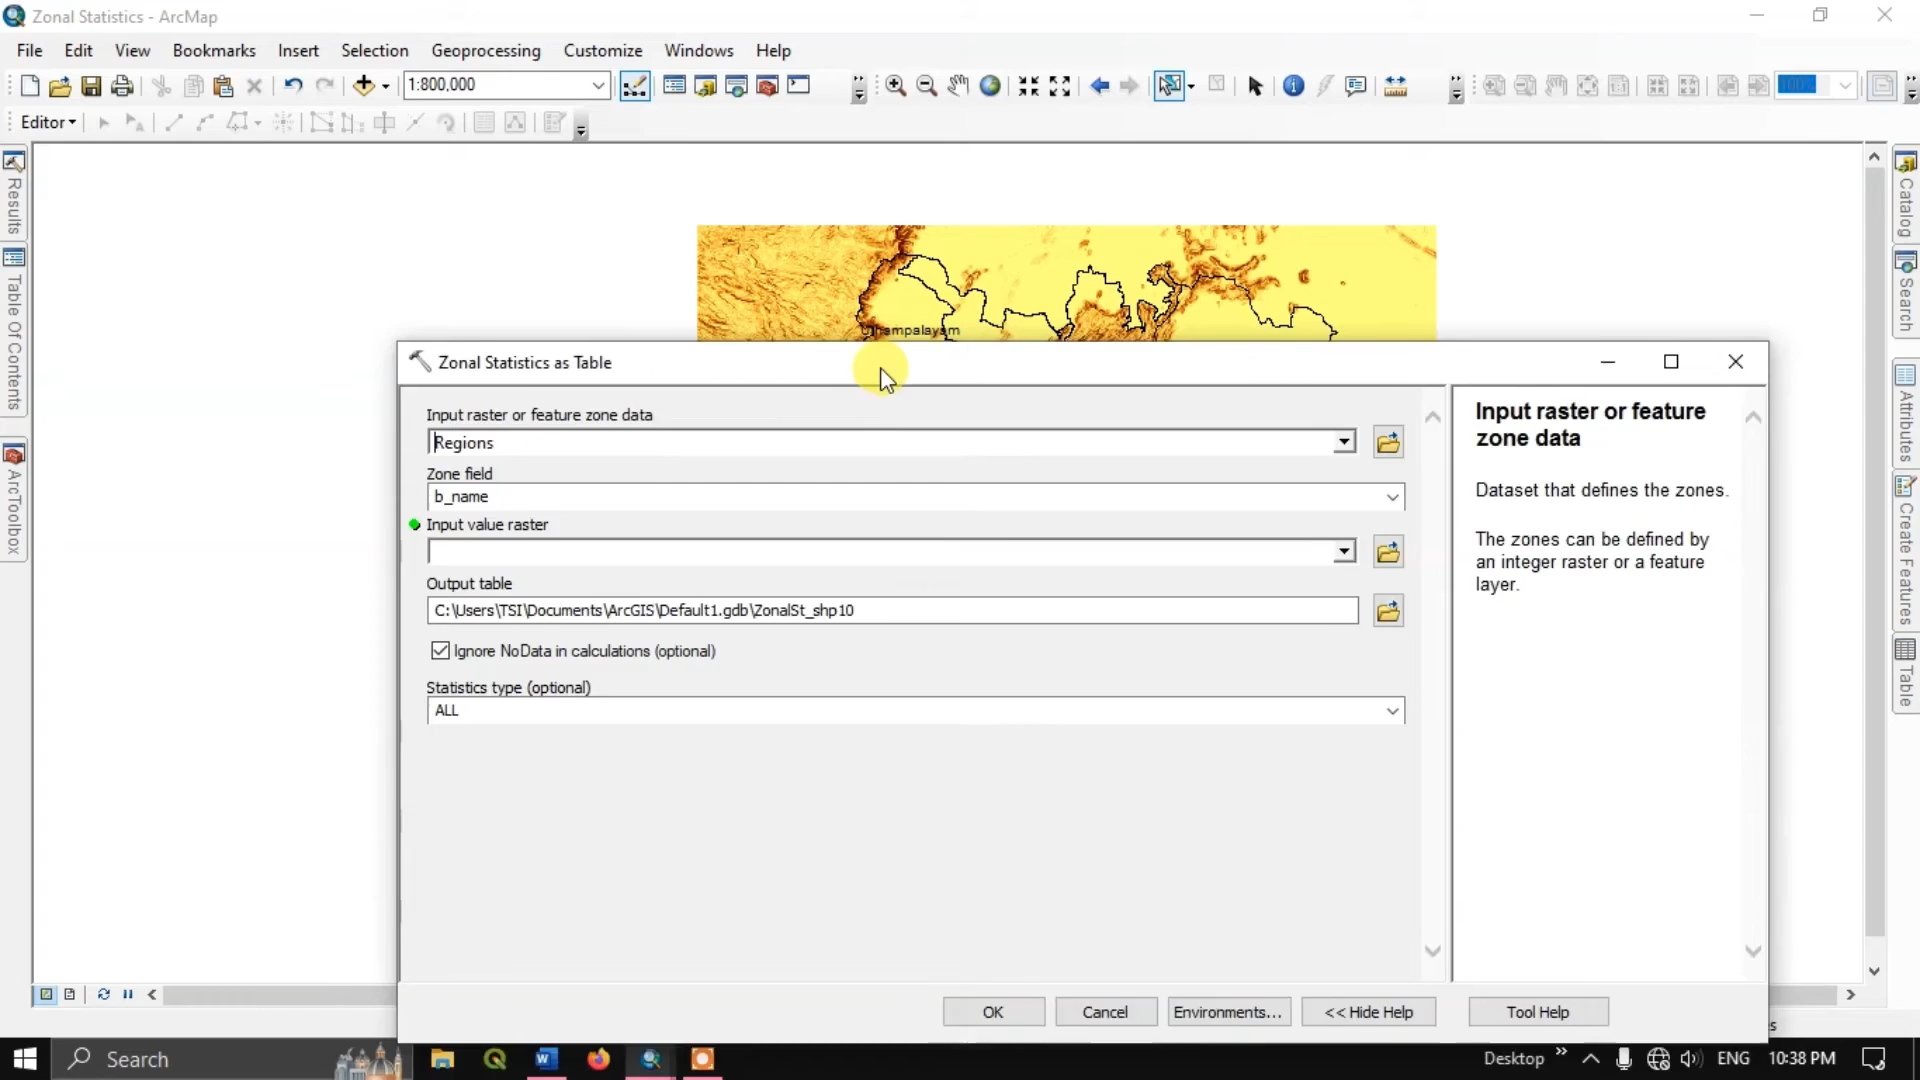 Zonal Statistics - ArcMap
File Edit View Bookmarks Insert Selection Geoprocessing Customize Windows Help
1:800,000
100%
Editor
Results
Table Of Contents
ArcToolbox
Zonal Statistics as Table
Input raster or feature zone data
Regions
Zone field
b_name
Input value raster
Output table
C:\Users\TSI\Documents\ArcGIS\Default1.gdb\ZonalSt_shp10
Ignore NoData in calculations (optional)
Statistics type (optional)
ALL
Input raster or feature
zone data
Dataset that defines the zones.
The zones can be defined by
an integer raster or a feature
layer.
OK Cancel Environments... << Hide Help Tool Help
Catalog
Search
Attributes
Create Features
Table
Search
Desktop ENG 10:38 PM